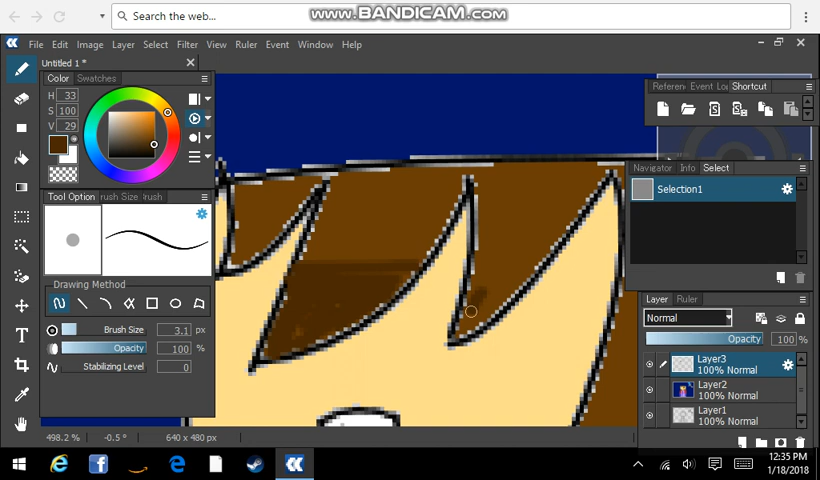 www.BANDICAM.com
Search the web...
File Edit Image Layer Select Filter View Ruler Event Window Help
Untitled 1 *
Color Swatches
H 33
S 100
V 29
Tool Option rush Size rush
Drawing Method
Brush Size 3.1 px
Opacity 100 %
Stabilizing Level 0
Referen Event Lo Shortcut
Navigator Info Select
Selection1
Layer Ruler
Normal
Opacity 100 %
Layer3
100% Normal
Layer2
100% Normal
Layer1
100% Normal
498.2 % -0.5 ° 640 x 480 px
12:35 PM
1/18/2018